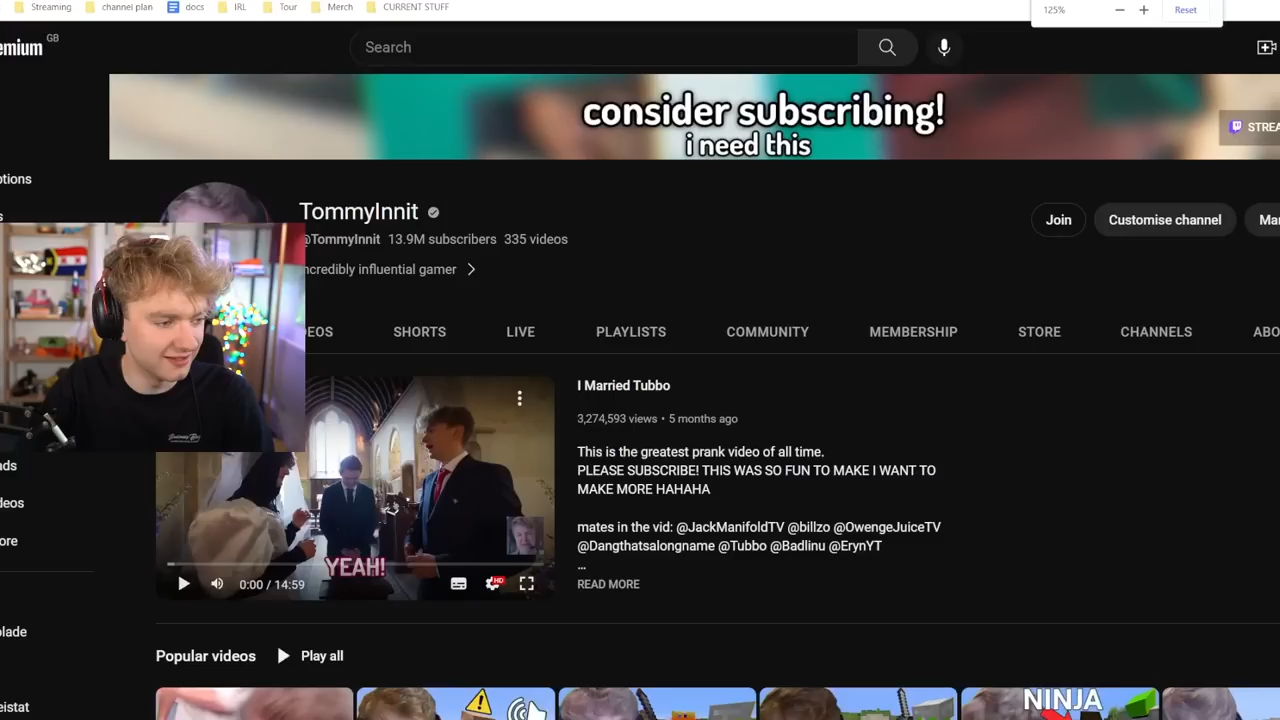 Streaming channel plan docs IRL Tour Merch CURRENT STUFF
125% Reset
emium GB
Search
consider subscribing!
i need this
STREA
ptions
s
TommyInnit
@TommyInnit 13.9M subscribers 335 videos
ncredibly influential gamer
Join Customise channel Ma
DEOS SHORTS LIVE PLAYLISTS COMMUNITY MEMBERSHIP STORE CHANNELS ABO
I Married Tubbo
3,274,593 views • 5 months ago
This is the greatest prank video of all time.
PLEASE SUBSCRIBE! THIS WAS SO FUN TO MAKE I WANT TO
MAKE MORE HAHAHA
mates in the vid: @JackManifoldTV @billzo @OwengeJuiceTV
@Dangthatsalongname @Tubbo @Badlinu @ErynYT
...
READ MORE
YEAH!
0:00 / 14:59
HD
ads
deos
ore
olade
eistat
Popular videos Play all
NINJA